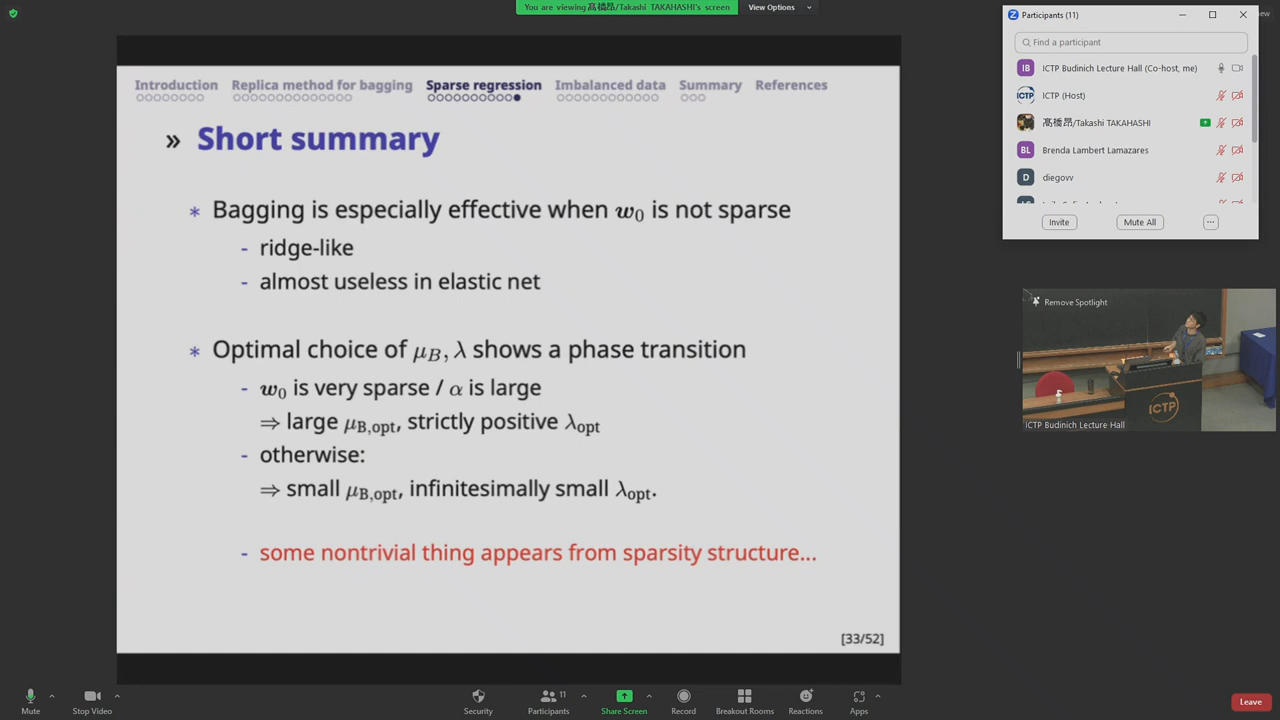 You are viewing 髙橋昂/Takashi TAKAHASHI's screen
View Options
Participants (11)
Find a participant
IB ICTP Budinich Lecture Hall (Co-host, me)
ICTP ICTP (Host)
髙橋昂/Takashi TAKAHASHI
BL Brenda Lambert Lamazares
D diegovv
Invite
Mute All
...
Introduction Replica method for bagging Sparse regression Imbalanced data Summary References
» Short summary
* Bagging is especially effective when w₀ is not sparse
- ridge-like
- almost useless in elastic net
* Optimal choice of μ_B, λ shows a phase transition
- w₀ is very sparse / α is large
⇒ large μ_B,opt, strictly positive λ_opt
- otherwise:
⇒ small μ_B,opt, infinitesimally small λ_opt.
- some nontrivial thing appears from sparsity structure...
[33/52]
Remove Spotlight
ICTP
ICTP Budinich Lecture Hall
Mute
Stop Video
Security
Participants 11
Share Screen
Record
Breakout Rooms
Reactions
Apps
Leave